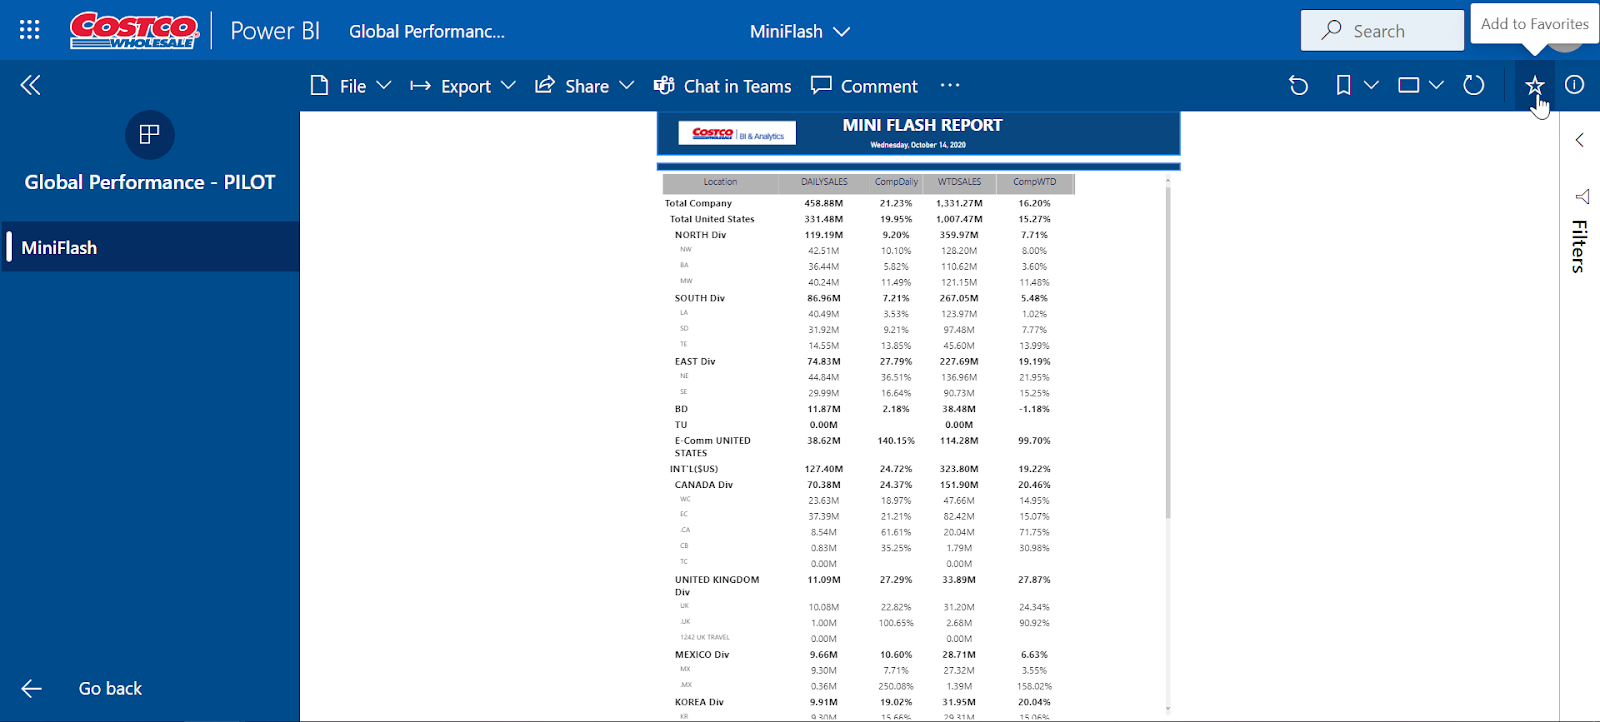 COSTCO WHOLESALE Power BI Global Performanc... MiniFlash Search Add to Favorites
File Export Share Chat in Teams Comment ...
Global Performance - PILOT
MiniFlash
Go back
COSTCO WHOLESALE BI & Analytics
MINI FLASH REPORT
Wednesday, October 14, 2020
Location DAILYSALES CompDaily WTDSALES CompWTD
Total Company 458.88M 21.23% 1,331.27M 16.20%
Total United States 331.48M 19.95% 1,007.47M 15.27%
NORTH Div 119.19M 9.20% 359.97M 7.71%
NW 42.51M 10.10% 128.20M 8.00%
BA 36.44M 5.82% 110.62M 3.60%
MW 40.24M 11.49% 121.15M 11.48%
SOUTH Div 86.96M 7.21% 267.05M 5.48%
LA 40.49M 3.53% 123.97M 1.02%
SD 31.92M 9.21% 97.48M 7.77%
TE 14.55M 13.85% 45.60M 13.99%
EAST Div 74.83M 27.79% 227.69M 19.19%
NE 44.84M 36.51% 136.96M 21.95%
SE 29.99M 16.64% 90.73M 15.25%
BD 11.87M 2.18% 38.48M -1.18%
TU 0.00M 0.00M
E-Comm UNITED STATES 38.62M 140.15% 114.28M 99.70%
INT'L($US) 127.40M 24.72% 323.80M 19.22%
CANADA Div 70.38M 24.37% 151.90M 20.46%
WC 23.63M 18.97% 47.66M 14.95%
EC 37.39M 21.21% 82.42M 15.07%
.CA 8.54M 61.61% 20.04M 71.75%
CB 0.83M 35.25% 1.79M 30.98%
TC 0.00M 0.00M
UNITED KINGDOM Div 11.09M 27.29% 33.89M 27.87%
UK 10.08M 22.82% 31.20M 24.34%
.UK 1.00M 100.65% 2.68M 90.92%
1242 UK TRAVEL 0.00M 0.00M
MEXICO Div 9.66M 10.60% 28.71M 6.63%
MX 9.30M 7.71% 27.32M 3.55%
.MX 0.36M 250.08% 1.39M 158.02%
KOREA Div 9.91M 19.02% 31.95M 20.04%
KR 9.30M 15.66% 29.31M 15.06%
Filters